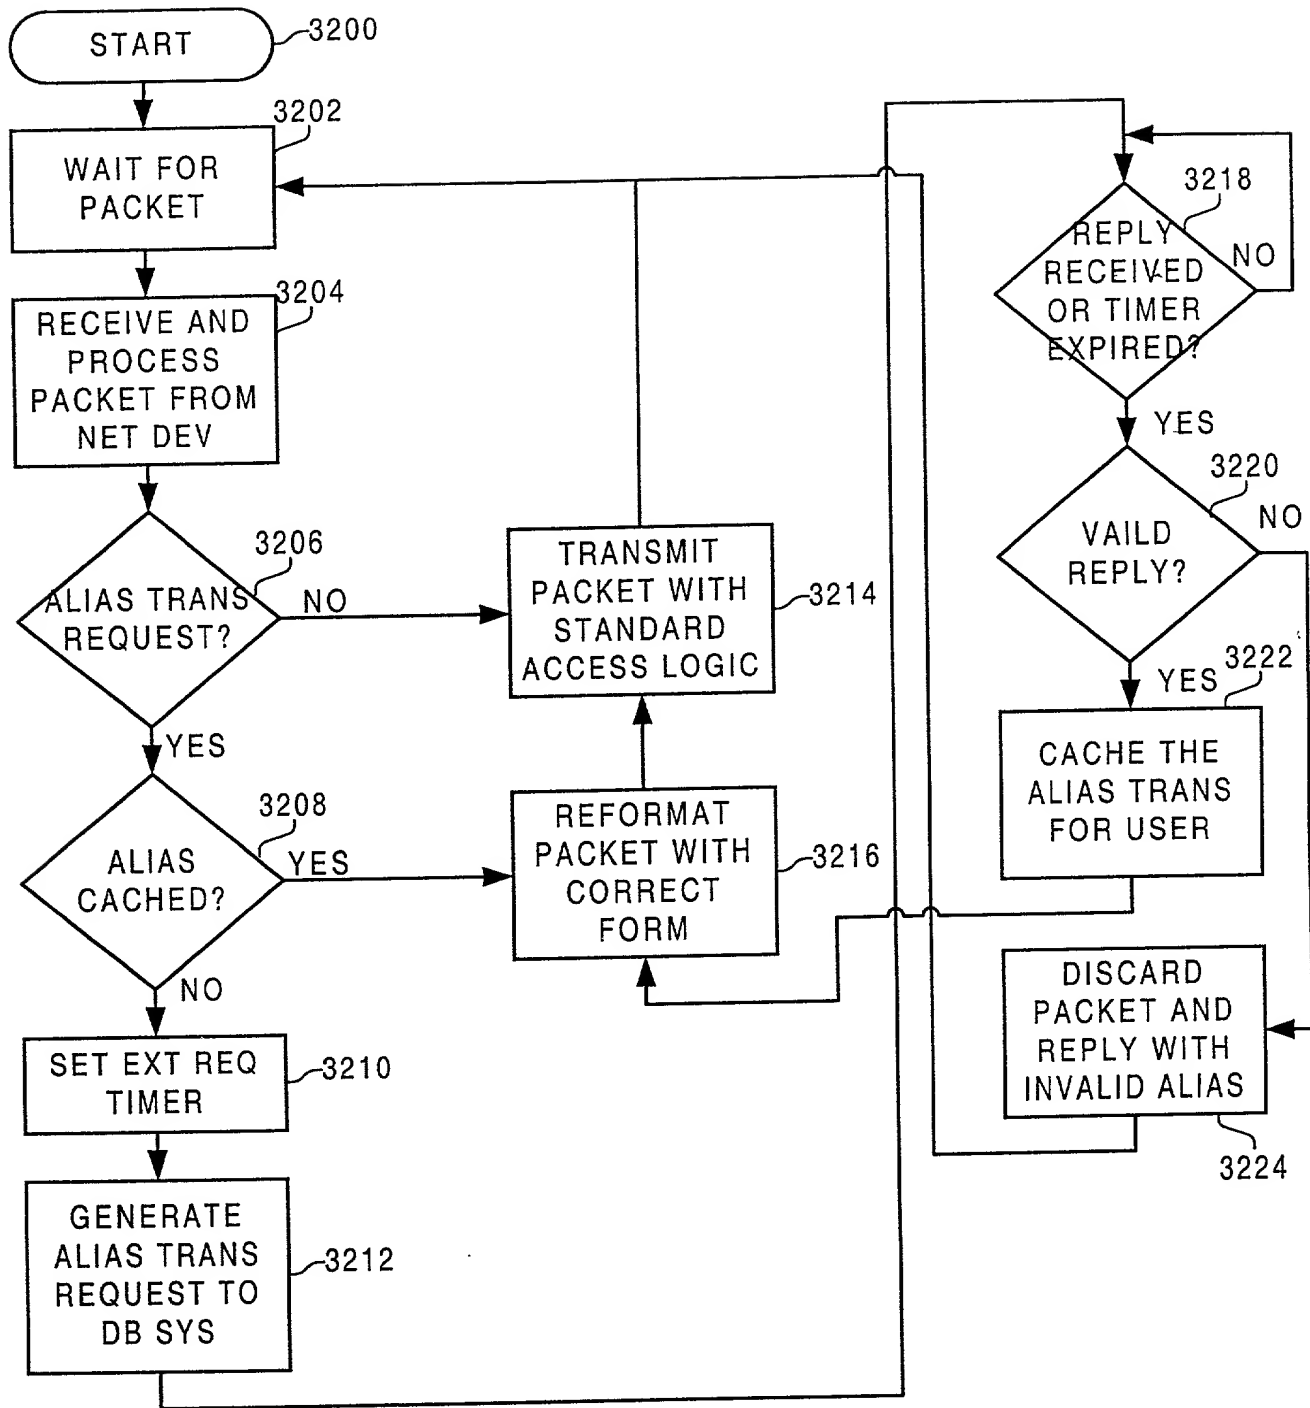 START
3200
3202
WAIT FOR
PACKET
3204
RECEIVE AND
PROCESS
PACKET FROM
NET DEV
3206
ALIAS TRANS
REQUEST?
NO
YES
3208
ALIAS
CACHED?
YES
NO
SET EXT REQ
TIMER
3210
GENERATE
ALIAS TRANS
REQUEST TO
DB SYS
3212
TRANSMIT
PACKET WITH
STANDARD
ACCESS LOGIC
3214
REFORMAT
PACKET WITH
CORRECT
FORM
3216
3218
REPLY
RECEIVED
OR TIMER
EXPIRED?
NO
YES
3220
VAILD
REPLY?
NO
YES
3222
CACHE THE
ALIAS TRANS
FOR USER
DISCARD
PACKET AND
REPLY WITH
INVALID ALIAS
3224